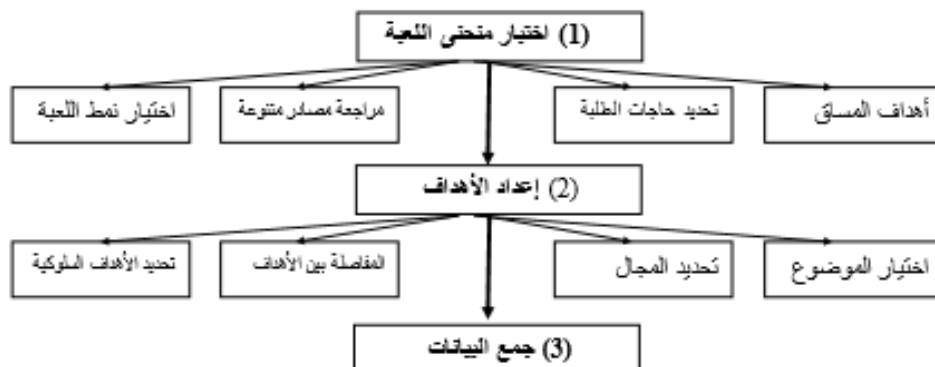 (1) اختيار منحنى اللعبة
أهداف المساق
تحديد حاجات الطلبة
مراجعة مصادر متنوعة
اختيار نمط اللعبة
(2) إعداد الأهداف
اختيار الموضوع
تحديد المجال
المفاضلة بين الأهداف
تحديد الأهداف السلوكية
(3) جمع البيانات